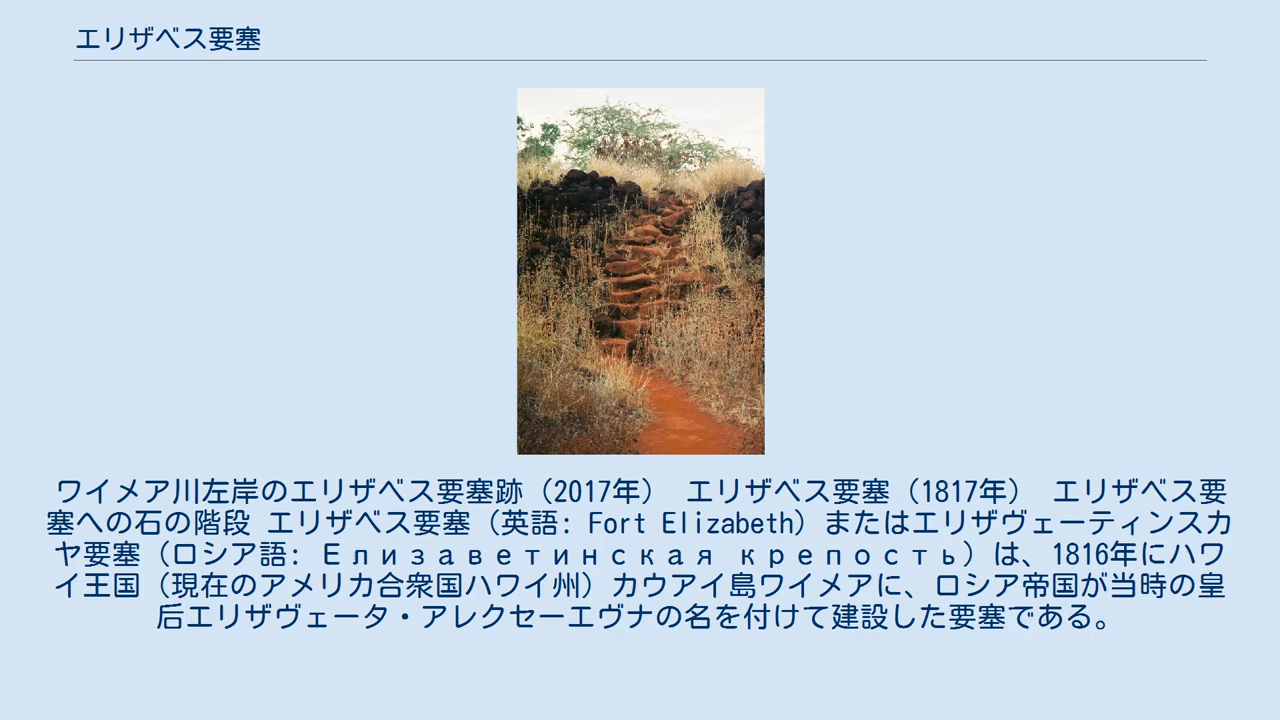 エリザベス要塞
ワイメア川左岸のエリザベス要塞跡（2017年） エリザベス要塞（1817年） エリザベス要
塞への石の階段 エリザベス要塞（英語: Fort Elizabeth）またはエリザヴェーティンスカ
ヤ要塞（ロシア語: Елизаветинская крепость）は、1816年にハワ
イ王国（現在のアメリカ合衆国ハワイ州）カウアイ島ワイメアに、ロシア帝国が当時の皇
后エリザヴェータ・アレクセーエヴナの名を付けて建設した要塞である。